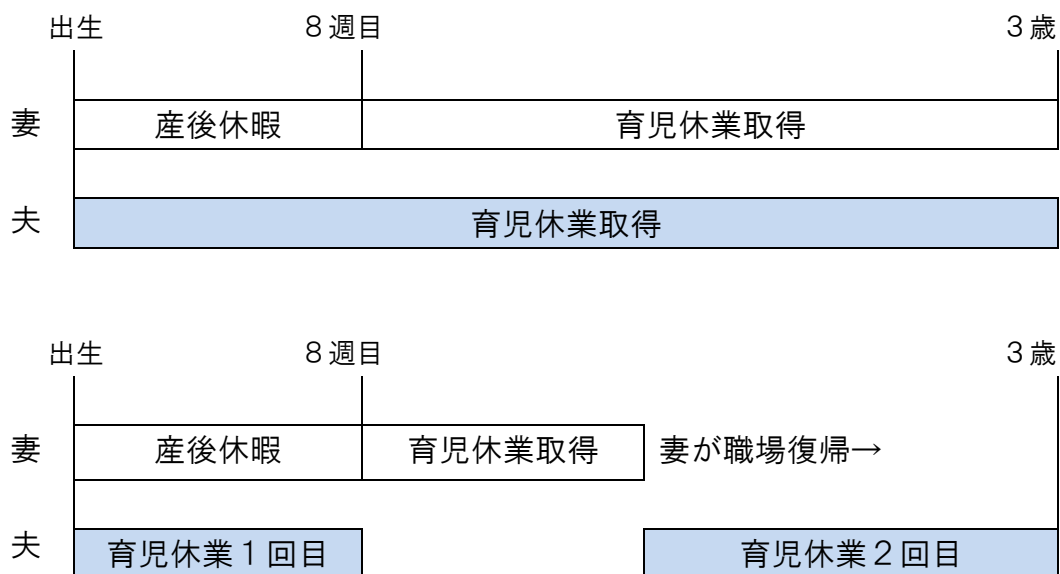 出生 8週目 3歳
妻 産後休暇 育児休業取得
夫 育児休業取得
出生 8週目 3歳
妻 産後休暇 育児休業取得 妻が職場復帰→
夫 育児休業1回目 育児休業2回目